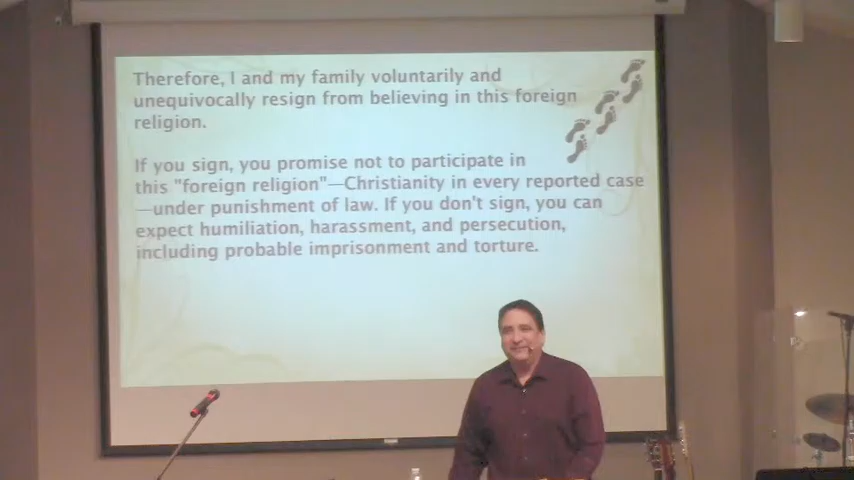 Therefore, I and my family voluntarily and
unequivocally resign from believing in this foreign
religion.
If you sign, you promise not to participate in
this "foreign religion"—Christianity in every reported case
—under punishment of law. If you don't sign, you can
expect humiliation, harassment, and persecution,
including probable imprisonment and torture.